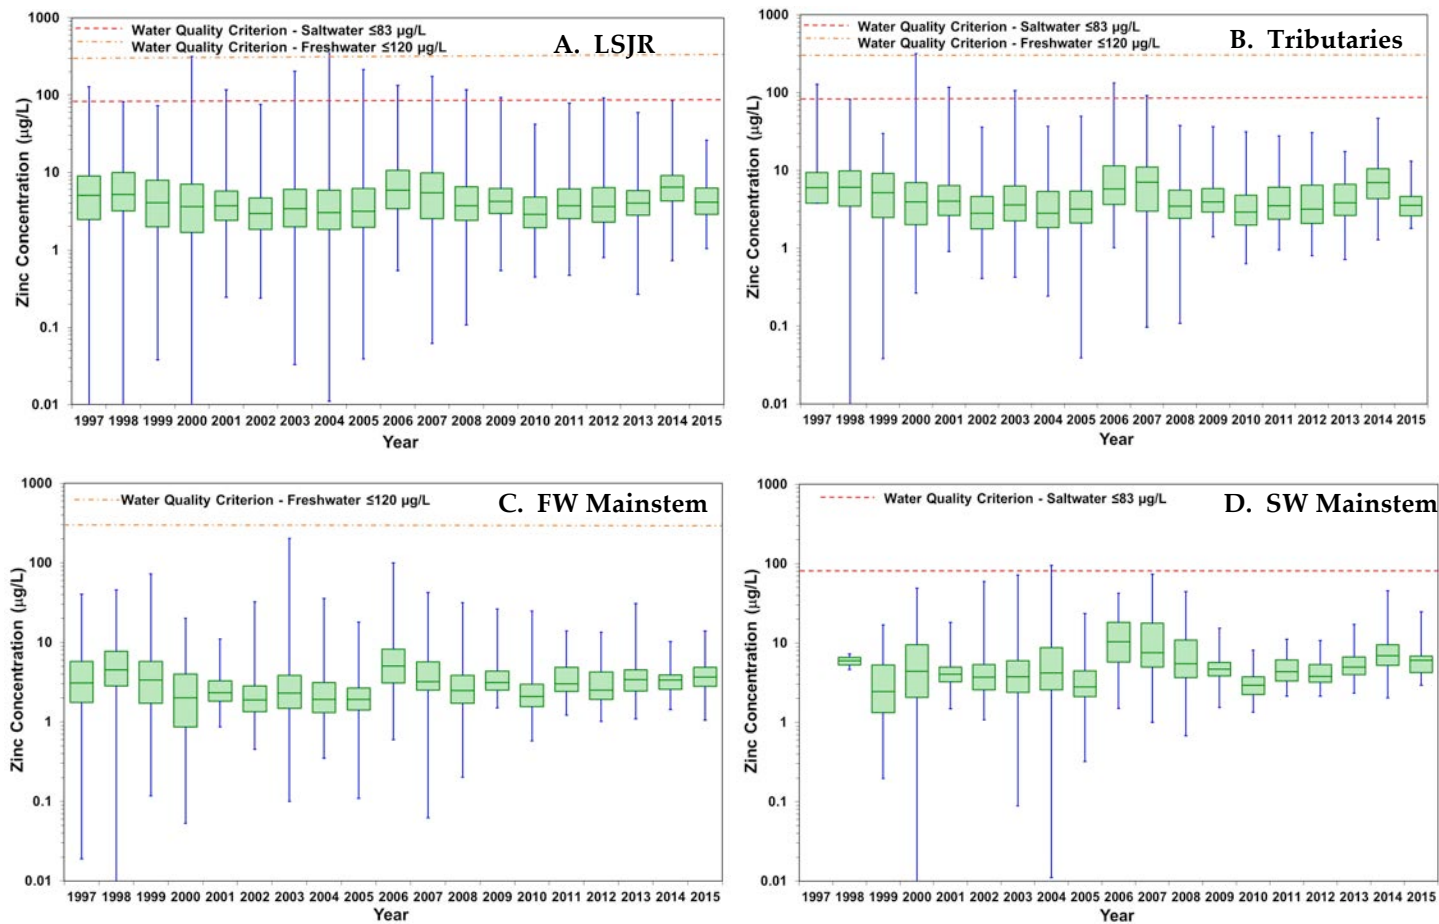 Water Quality Criterion - Saltwater ≤83 µg/L
Water Quality Criterion - Freshwater ≤120 µg/L
A. LSJR
Zinc Concentration (µg/L)
1000
100
10
1
0.1
0.01
1997 1998 1999 2000 2001 2002 2003 2004 2005 2006 2007 2008 2009 2010 2011 2012 2013 2014 2015
Year
Water Quality Criterion - Saltwater ≤83 µg/L
Water Quality Criterion - Freshwater ≤120 µg/L
B. Tributaries
Zinc Concentration (µg/L)
1000
100
10
1
0.1
0.01
1997 1998 1999 2000 2001 2002 2003 2004 2005 2006 2007 2008 2009 2010 2011 2012 2013 2014 2015
Year
Water Quality Criterion - Freshwater ≤120 µg/L
C. FW Mainstem
Zinc Concentration (µg/L)
1000
100
10
1
0.1
0.01
1997 1998 1999 2000 2001 2002 2003 2004 2005 2006 2007 2008 2009 2010 2011 2012 2013 2014 2015
Year
Water Quality Criterion - Saltwater ≤83 µg/L
D. SW Mainstem
Zinc Concentration (µg/L)
1000
100
10
1
0.1
0.01
1997 1998 1999 2000 2001 2002 2003 2004 2005 2006 2007 2008 2009 2010 2011 2012 2013 2014 2015
Year